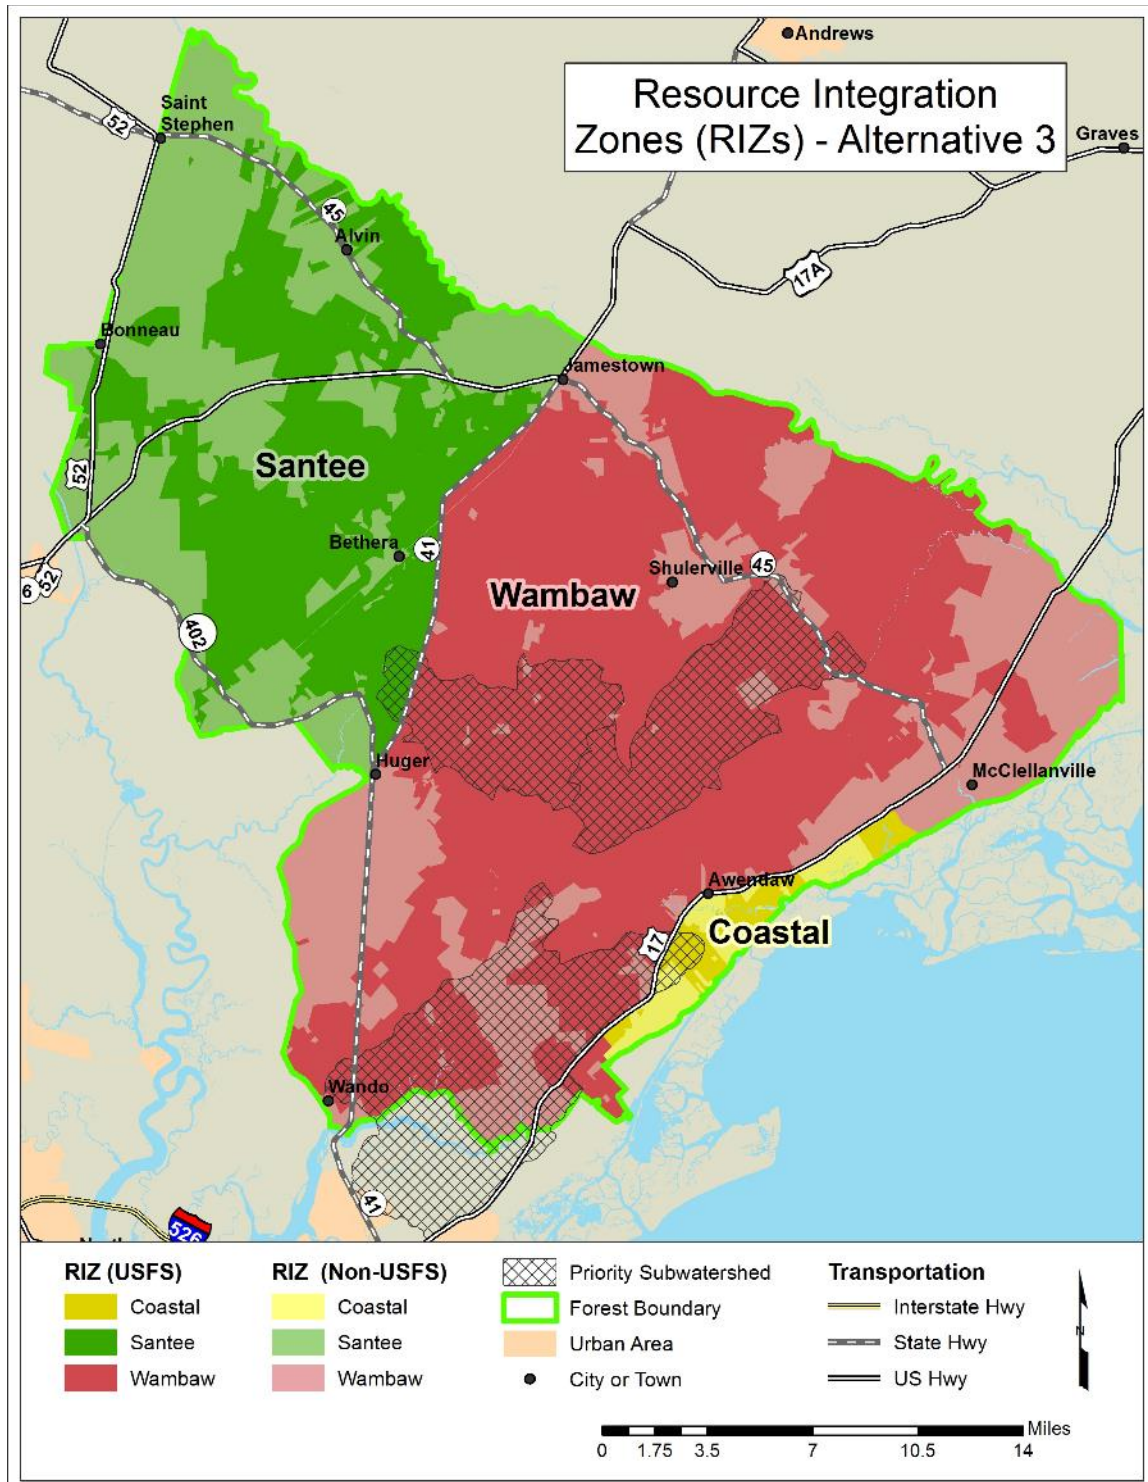 Andrews
Resource Integration
Zones (RIZs) - Alternative 3
Graves
Saint
Stephen
52
45
Alvin
17A
Bonneau
Jamestown
Santee
52
Bethera
41
Shulerville
45
Wambaw
6
52
402
Huger
McClellanville
Awendaw
Coastal
17
Wando
41
526
RIZ (USFS)
Coastal
Santee
Wambaw
RIZ (Non-USFS)
Coastal
Santee
Wambaw
Priority Subwatershed
Forest Boundary
Urban Area
City or Town
Transportation
Interstate Hwy
State Hwy
US Hwy
N
Miles
0 1.75 3.5 7 10.5 14